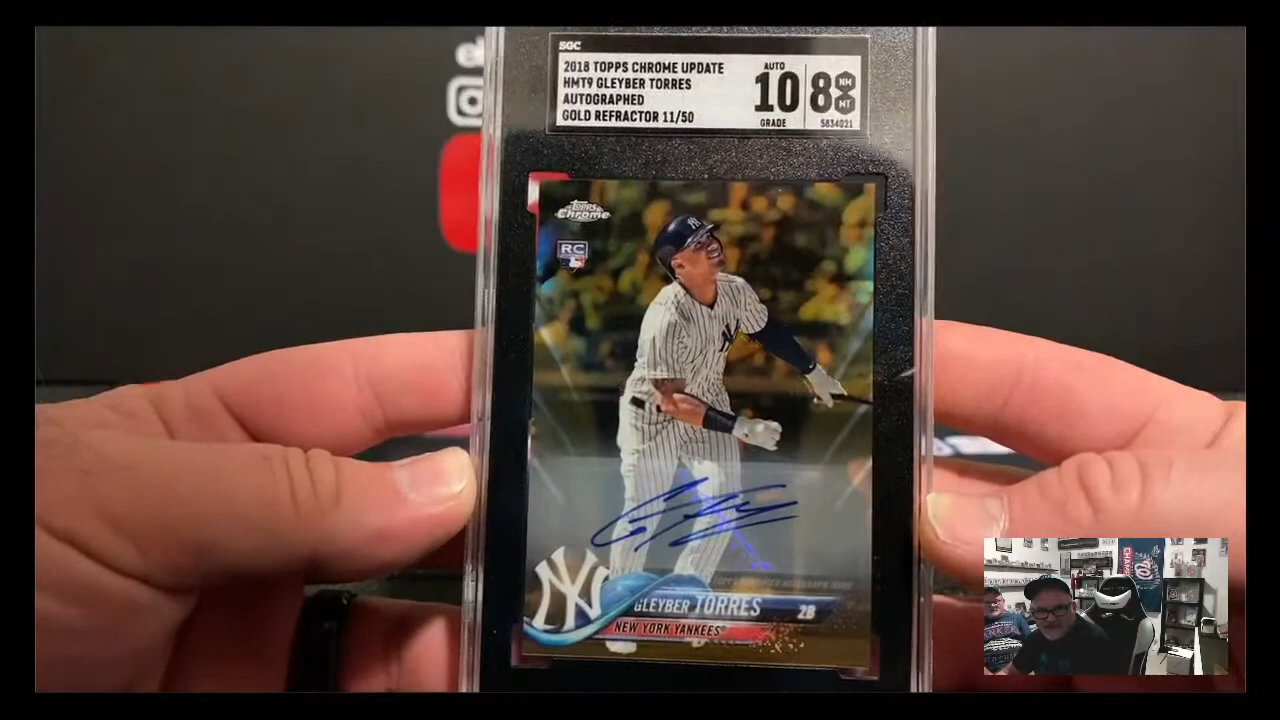 SGC
2018 TOPPS CHROME UPDATE
HMT9 GLEYBER TORRES
AUTOGRAPHED
GOLD REFRACTOR 11/50
AUTO
10
GRADE
8
NM
MT
5834021
TOPPS
Chrome
RC
NY
GLEYBER TORRES 2B
NEW YORK YANKEES